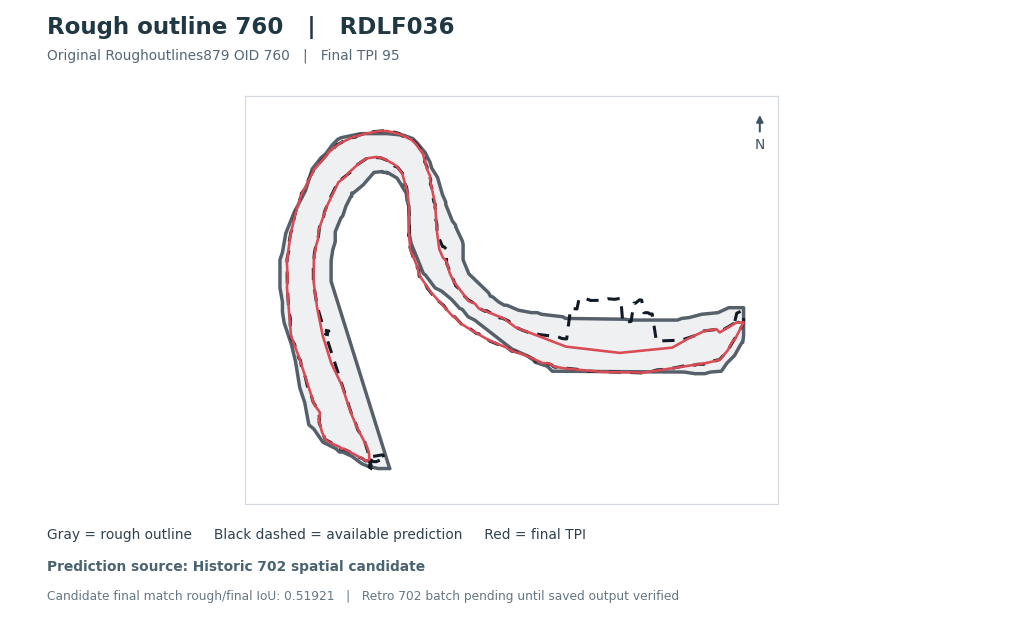 Rough outline 760   |   RDLF036
Original Roughoutlines879 OID 760   |   Final TPI 95
N
Gray = rough outline     Black dashed = available prediction     Red = final TPI
Prediction source: Historic 702 spatial candidate
Candidate final match rough/final IoU: 0.51921   |   Retro 702 batch pending until saved output verified